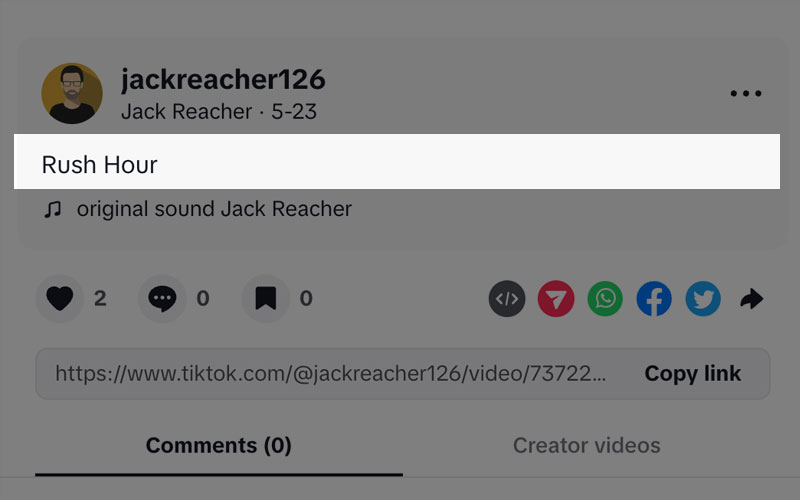 jackreacher126
Jack Reacher · 5-23
Rush Hour
original sound Jack Reacher
2
0
0
https://www.tiktok.com/@jackreacher126/video/73722...
Copy link
Comments (0)
Creator videos